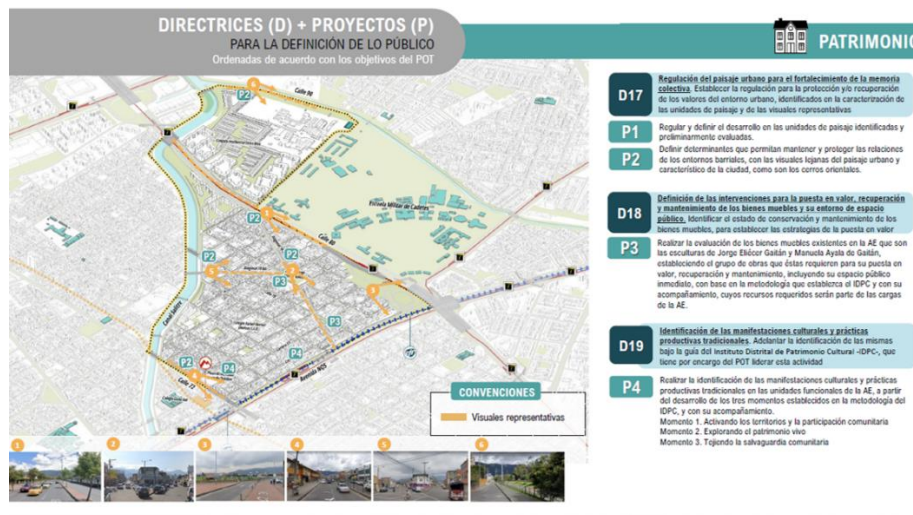 DIRECTRICES (D) + PROYECTOS (P)
PARA LA DEFINICIÓN DE LO PÚBLICO
Ordenadas de acuerdo con los objetivos del POT
PATRIMONIO
D17
Regulación del paisaje urbano para el fortalecimiento de la memoria
colectiva. Establecer la regulación para la protección y/o recuperación
de los valores del entorno urbano, identificados en la caracterización de
las unidades de paisaje y de las visuales representativas
P1
Regular y definir el desarrollo en las unidades de paisaje identificadas y
preliminarmente evaluadas.
P2
Definir determinantes que permitan mantener y proteger las relaciones
de los entornos barriales, con las visuales lejanas del paisaje urbano y
característico de la ciudad, como son los cerros orientales.
D18
Definición de las intervenciones para la puesta en valor, recuperación
y mantenimiento de los bienes muebles y su entorno de espacio
público. Identificar el estado de conservación y mantenimiento de los
bienes muebles, para establecer las estrategias de la puesta en valor
P3
Realizar la evaluación de los bienes muebles existentes en la AE que son
las esculturas de Jorge Eliécer Gaitán y Manuela Ayala de Gaitán,
estableciendo el grupo de obras que éstas requieren para su puesta en
valor, recuperación y mantenimiento, incluyendo su espacio público
inmediato, con base en la metodología que establezca el IDPC y con su
acompañamiento, cuyos recursos requeridos serán parte de las cargas
de la AE.
D19
Identificación de las manifestaciones culturales y prácticas
productivas tradicionales. Adelantar la identificación de las mismas
bajo la guía del Instituto Distrital de Patrimonio Cultural -IDPC-, que
tiene por encargo del POT liderar esta actividad
P4
Realizar la identificación de las manifestaciones culturales y prácticas
productivas tradicionales en las unidades funcionales de la AE, a partir
del desarrollo de los tres momentos establecidos en la metodología del
IDPC, y con su acompañamiento.
Momento 1. Activando los territorios y la participación comunitaria
Momento 2. Explorando el patrimonio vivo
Momento 3. Tejiendo la salvaguardia comunitaria
P2
Calle 90
Escuela Militar de Cadetes
P2
Calle 80
P2
P2
P3
P3
P4
P2
P4
Canal Salitre
Calle 72
Avenida NQS
CONVENCIONES
Visuales representativas
1
2
3
4
5
6